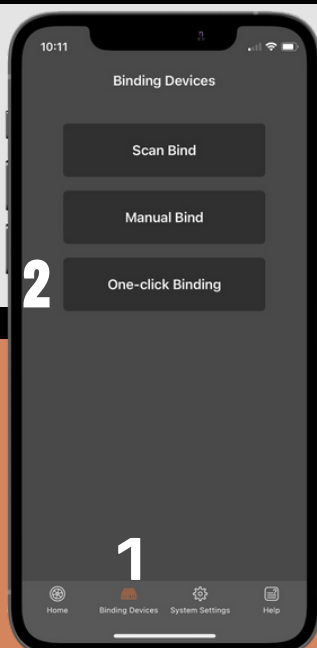 10:11
Binding Devices
Scan Bind
Manual Bind
2
One-click Binding
1
Home Binding Devices System Settings Help